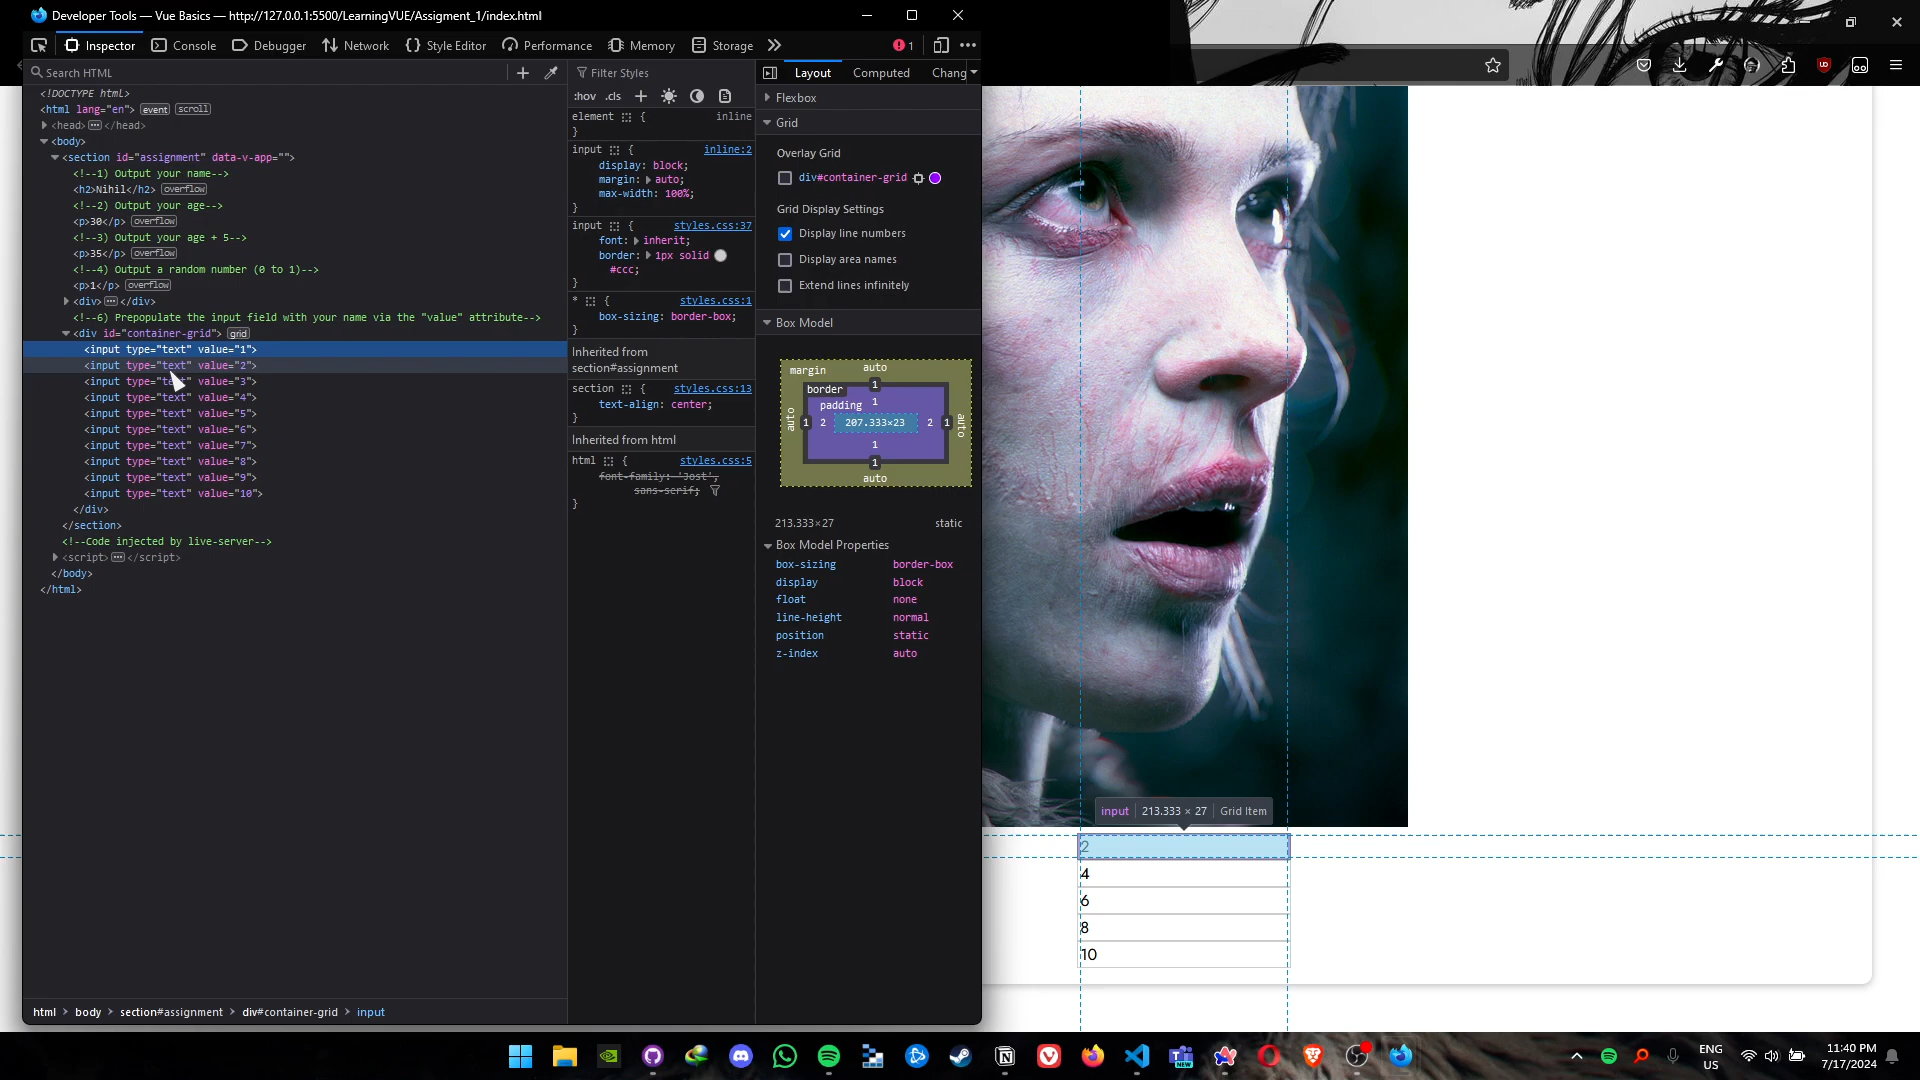 Developer Tools — Vue Basics — http://127.0.0.1:5500/LearningVUE/Assigment_1/index.html
Inspector
Console
Debugger
Network
Style Editor
Performance
Memory
Storage
1
Search HTML
<!DOCTYPE html>
<html lang="en"> event scroll
<head> </head>
<body>
<section id="assignment" data-v-app="">
<!--1) Output your name-->
<h2>Nihil</h2> overflow
<!--2) Output your age-->
<p>30</p> overflow
<!--3) Output your age + 5-->
<p>35</p> overflow
<!--4) Output a random number (0 to 1)-->
<p>1</p> overflow
<div> </div>
<!--6) Prepopulate the input field with your name via the "value" attribute-->
<div id="container-grid"> grid
<input type="text" value="1">
<input type="text" value="2">
<input type="text" value="3">
<input type="text" value="4">
<input type="text" value="5">
<input type="text" value="6">
<input type="text" value="7">
<input type="text" value="8">
<input type="text" value="9">
<input type="text" value="10">
</div>
</section>
<!--Code injected by live-server-->
<script> </script>
</body>
</html>
html
body
section#assignment
div#container-grid
input
Filter Styles
:hov .cls
element { inline
}
input { inline:2
display: block;
margin: auto;
max-width: 100%;
}
input { styles.css:37
font: inherit;
border: 1px solid
#ccc;
}
* { styles.css:1
box-sizing: border-box;
}
Inherited from
section#assignment
section { styles.css:13
text-align: center;
}
Inherited from html
html { styles.css:5
font-family: 'Jost',
sans-serif;
}
Layout
Computed
Chang
Flexbox
Grid
Overlay Grid
div#container-grid
Grid Display Settings
Display line numbers
Display area names
Extend lines infinitely
Box Model
margin auto
border 1
padding 1
auto 1 2 207.333×23 2 1 auto
1
1
auto
213.333×27 static
Box Model Properties
box-sizing border-box
display block
float none
line-height normal
position static
z-index auto
input 213.333 × 27 Grid Item
2
4
6
8
10
NEW
ENG
US
11:40 PM
7/17/2024